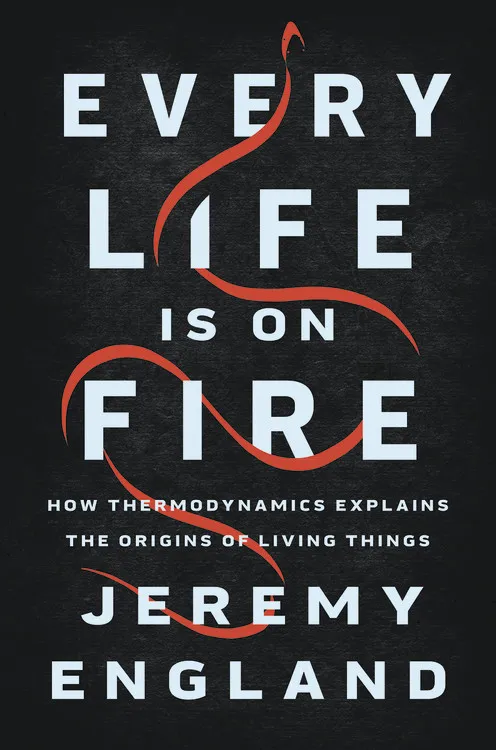 EVERY
LIFE
IS ON
FIRE
HOW THERMODYNAMICS EXPLAINS
THE ORIGINS OF LIVING THINGS
JEREMY
ENGLAND